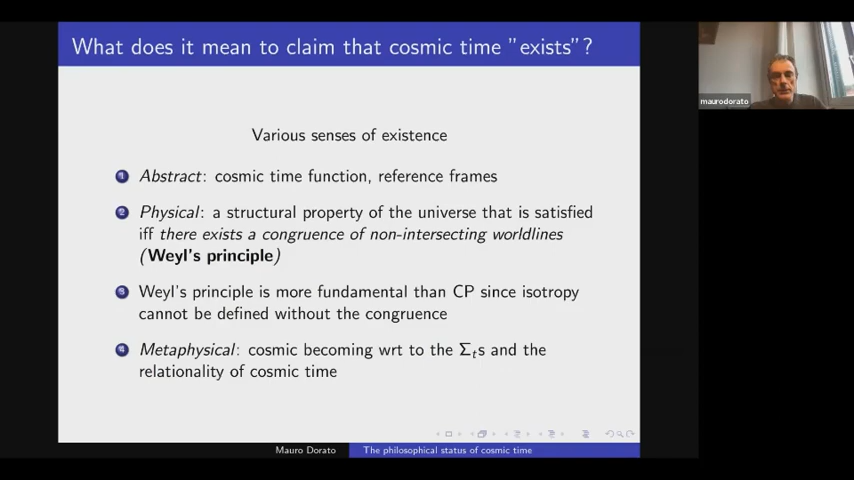 What does it mean to claim that cosmic time "exists"?
maurodorato
Various senses of existence
1 Abstract: cosmic time function, reference frames
2 Physical: a structural property of the universe that is satisfied
iff there exists a congruence of non-intersecting worldlines
(Weyl's principle)
3 Weyl's principle is more fundamental than CP since isotropy
cannot be defined without the congruence
4 Metaphysical: cosmic becoming wrt to the Σₜs and the
relationality of cosmic time
Mauro Dorato
The philosophical status of cosmic time